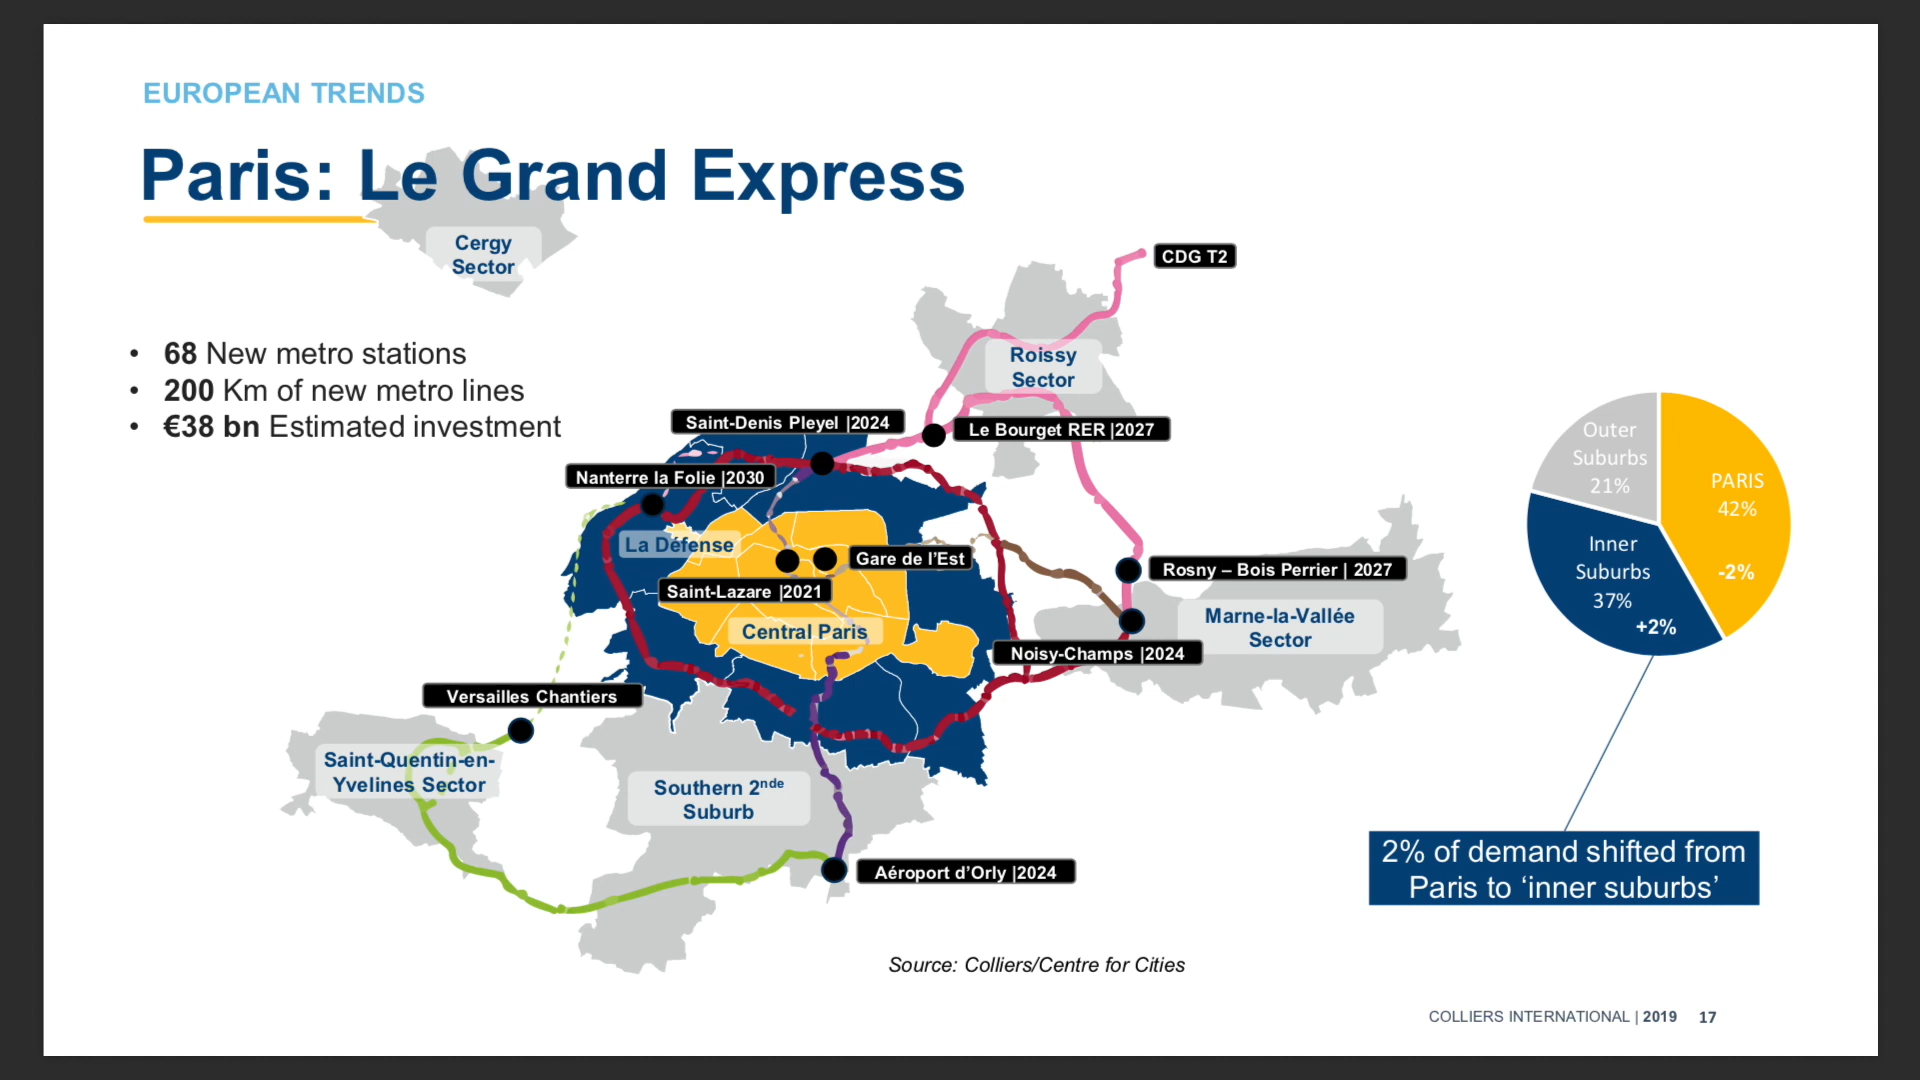 EUROPEAN TRENDS
Paris: Le Grand Express
Cergy
Sector
• 68 New metro stations
• 200 Km of new metro lines
• €38 bn Estimated investment
CDG T2
Roissy
Sector
Saint-Denis Pleyel |2024
Le Bourget RER |2027
Nanterre la Folie |2030
La Défense
Gare de l’Est
Saint-Lazare |2021
Central Paris
Rosny – Bois Perrier | 2027
Marne-la-Vallée
Sector
Noisy-Champs |2024
Versailles Chantiers
Saint-Quentin-en-
Yvelines Sector
Southern 2nde
Suburb
Aéroport d’Orly |2024
Outer
Suburbs
21%
PARIS
42%
-2%
Inner
Suburbs
37%
+2%
2% of demand shifted from
Paris to ‘inner suburbs’
Source: Colliers/Centre for Cities
COLLIERS INTERNATIONAL | 2019 17